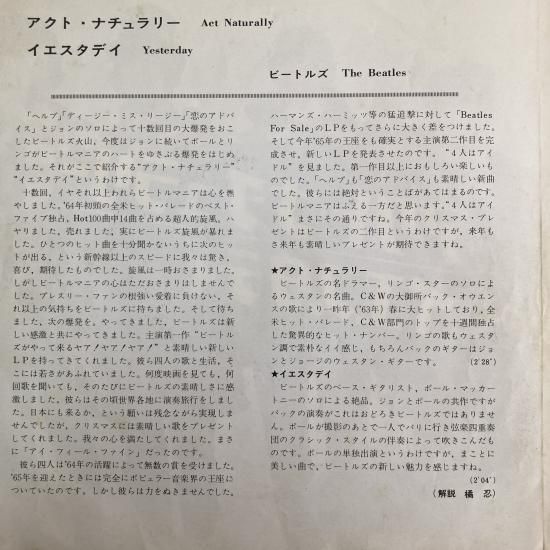 アクト・ナチュラリー Act Naturally
イエスタデイ Yesterday
ビートルズ The Beatles
「ヘルプ」「ディージー・ミス・リージー」「恋のアドバ
イス」とジョンのソロによって十数回目の大爆発をおこ
したビートルズ火山、今度はジョンに続いてポールとリ
ンゴがビートルマニアのハートをゆさぶる爆発をはじめ
ました。それがここで紹介する“アクト・ナチュラリー”
“イエスタデイ”というわけです。
十数回、イヤそれ以上われらビートルマニアは心を燃
やしました。'64年初頭の全米ヒット・パレードのベスト・
ファイブ独占、Hot100曲中14曲を占める超人的旋風。ハ
ヤリました。売れました。実にビートルズ旋風が暴れま
した。ひとつのヒット曲を十分聞かないうちに次のヒッ
トが出る、という新幹線以上のスピードに我々は驚き、
喜び、期待したものでした。旋風は一時おさまりました。
しかしビートルマニアの心はただおさまりはしませんで
した。プレスリー・ファンの根強い愛着に負けない、そ
れ以上の気持ちをビートルズに持ちました。そして待ち
ました、次の爆発を。やってきました。ビートルズは新し
い感激と共にやってきました。主演第一作“ビートル
ズがやって来るヤア！ヤア！ヤア！”と素晴しい新しい
LPを持ってきてくれました。彼ら四人の歌と生活、そ
こには若さがあふれていました。何度映画を見ても、何
回歌を聞いても、そのたびにビートルズの素晴しさに感
激しました。彼らはその頃世界各地に演奏旅行をしまし
た。日本にも来るか、という願いは残念ながら実現しま
せんでしたが、クリスマスには素晴しい歌をプレゼント
してくれました。我々の心を満たしてくれました。まさ
に「アイ・フィール・ファイン」だったのです。
彼ら四人は'64年の活躍によって無数の賞を受けました。
'65年を迎えたときには完全にポピュラー音楽界の王座に
ついていたのです。しかし彼らは力をぬきませんでした。
ハーマンズ・ハーミッツ等の猛追撃に対して「Beatles
For Sale」のLPをもってさらに大きく差をつけました。
そして今年'65年の王座をも確実とする主演第二作目を完
成させ、新しいLPを発表させたのです。“4人はアイ
ドル”を見ました。第一作目以上におもしろい楽しいも
のでした。「ヘルプ」も「恋のアドバイス」も素晴しい新曲
でした。彼らには絶対ということばがあてはまるのです。
ビートルマニアはふえる一方だと思います。“4人はアイ
ドル”まさにその通りですね。今年のクリスマス・プレ
ゼントはビートルズの二作目というわけですが、来年も
さ来年も素晴しいプレゼントが期待できますね。
★アクト・ナチュラリー
ビートルズの名ドラマー、リンゴ・スターのソロによ
るウェスタンの名曲。C＆Wの大御所バック・オウエン
スの歌により一昨年（'63年）春に大ヒットしており、全
米ヒット・パレード、C＆W部門のトップを十週間独占
した驚異的なヒット・ナンバー。リンゴの歌もウェスタ
ン調で素朴なイイ感じ、もちろんバックのギターはジョ
ンとジョージのウェスタン・ギターです。 (2'28")
★イエスタデイ
ビートルズのベース・ギタリスト、ポール・マッカー
トニーのソロによる絶品。ジョンとポールの共作ですが
バックの演奏がこれはおどろきビートルズではありませ
ん。ポールが撮影のあとで一人でパリに行き弦楽四重奏
団のクラシック・スタイルの伴奏によって吹きこんだも
のです。ポールの単独出演というわけですが、まことに
美しい曲で、ビートルズの新しい魅力を感じますね。
(2'04")
（解説 橘 忍）